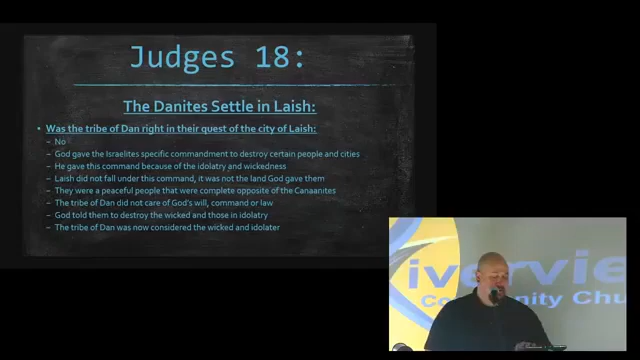 Judges 18:
The Danites Settle in Laish:
• Was the tribe of Dan right in their quest of the city of Laish:
– No
– God gave the Israelites specific commandment to destroy certain people and cities
– He gave this command because of the idolatry and wickedness
– Laish did not fall under this command, it was not the land God gave them
– They were a peaceful people that were complete opposite of the Canaanites
– The tribe of Dan did not care of God's will, command or law
– God told them to destroy the wicked and those in idolatry
– The tribe of Dan was now considered the wicked and idolater
iverview
Community Chu